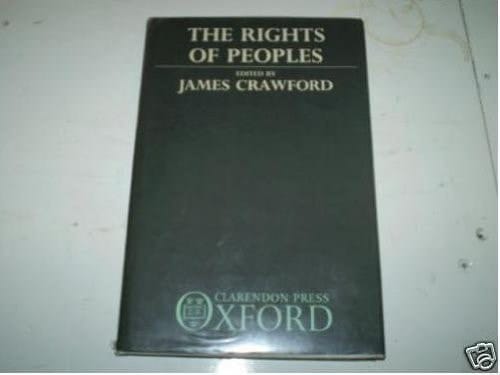 THE RIGHTS
OF PEOPLES
EDITED BY
JAMES CRAWFORD
CLARENDON PRESS
OXFORD